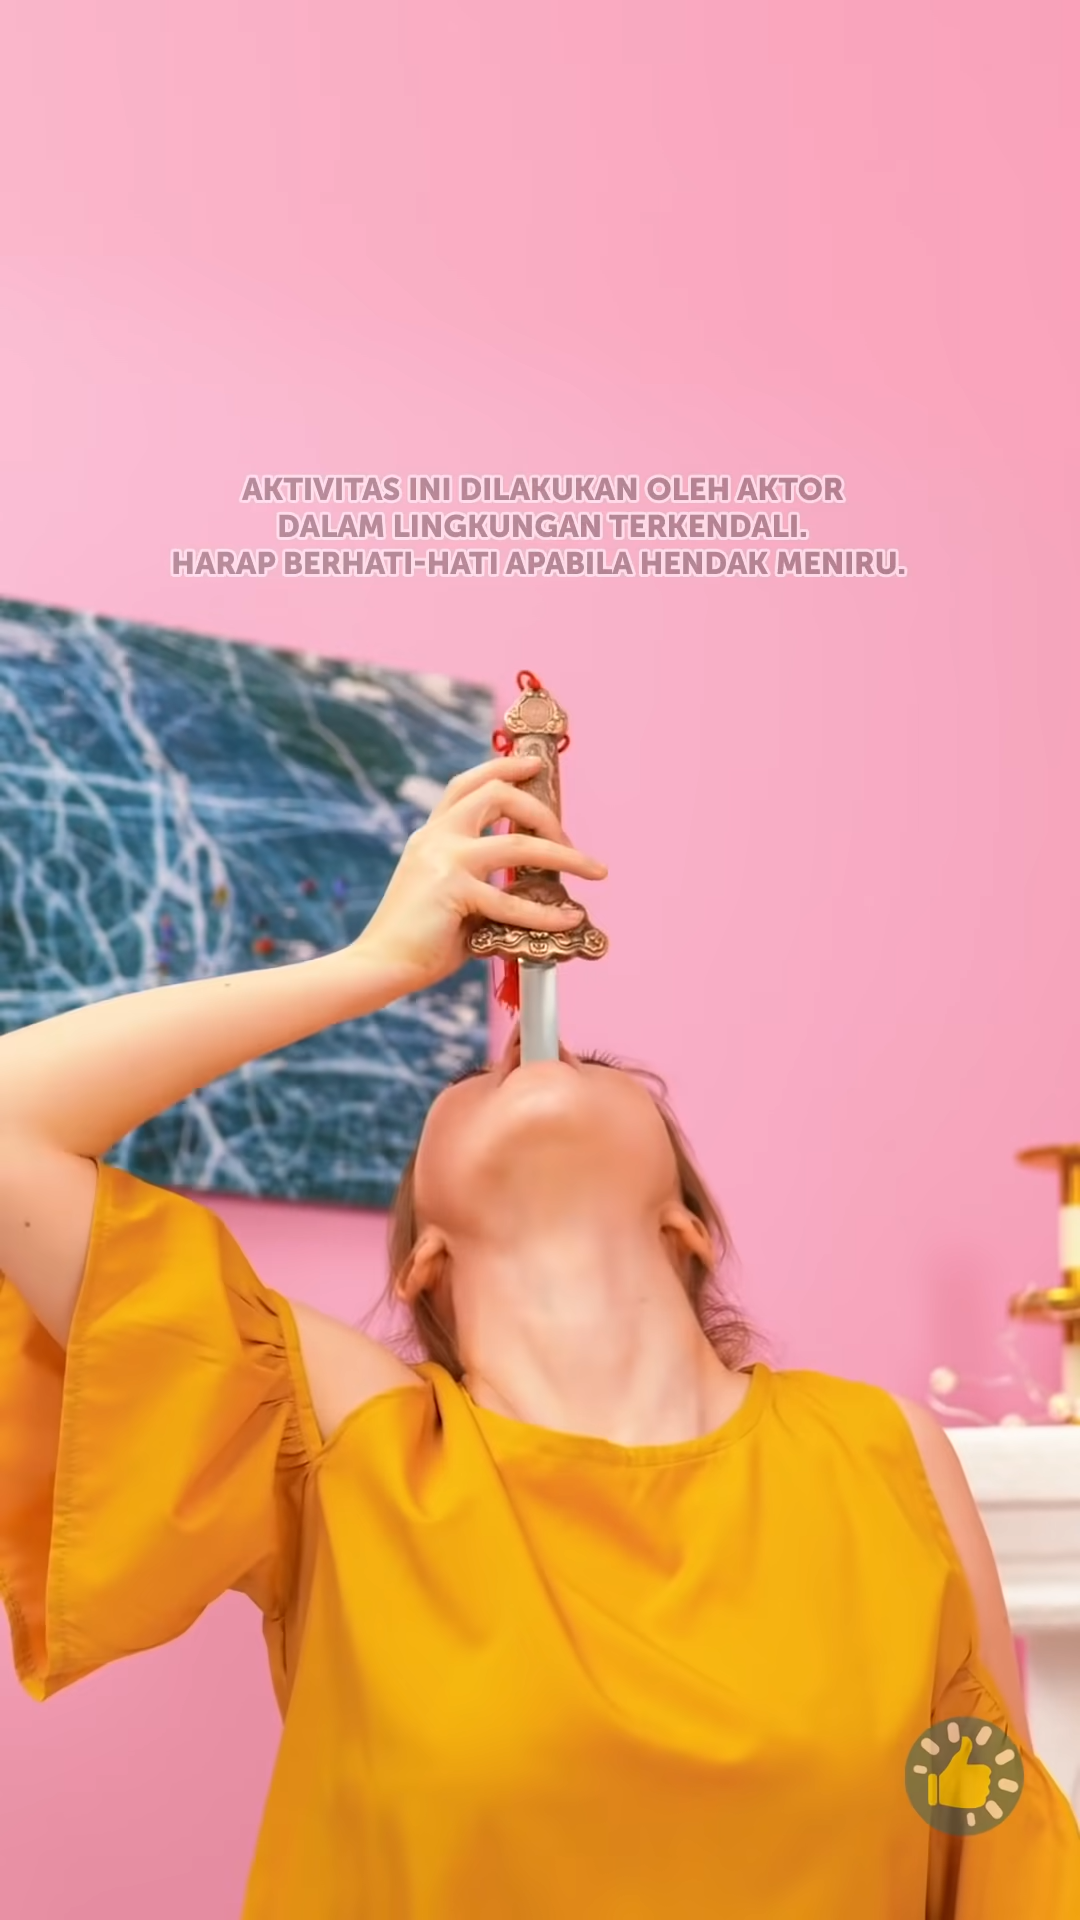 AKTIVITAS INI DILAKUKAN OLEH AKTOR
DALAM LINGKUNGAN TERKENDALI.
HARAP BERHATI-HATI APABILA HENDAK MENIRU.